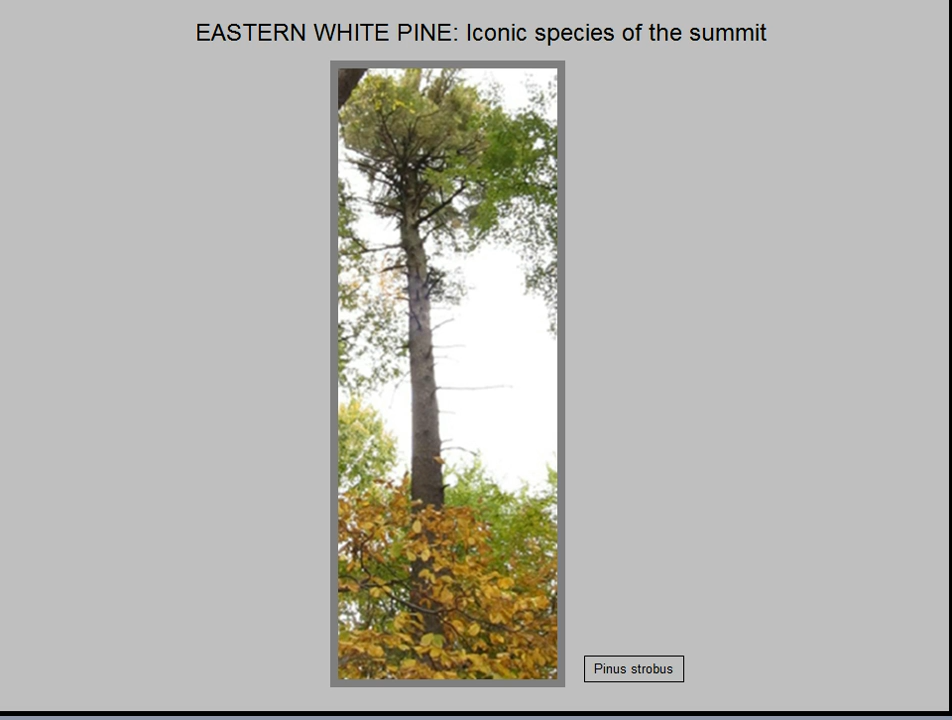 EASTERN WHITE PINE: Iconic species of the summit
Pinus strobus